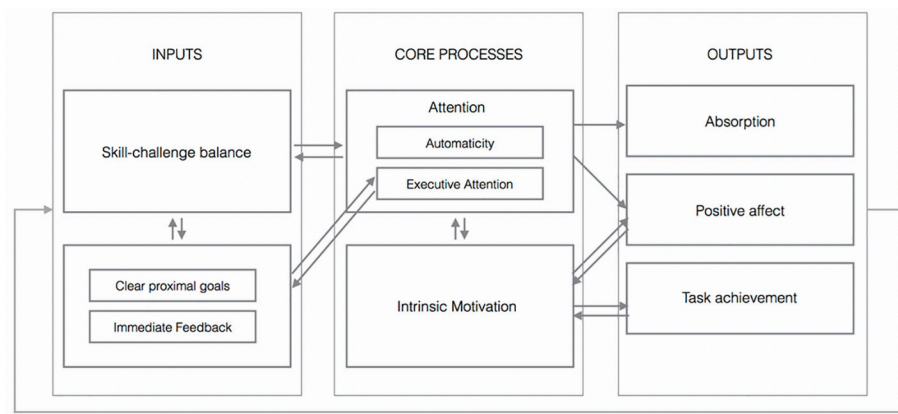 INPUTS
Skill-challenge balance
Clear proximal goals
Immediate Feedback
CORE PROCESSES
Attention
Automaticity
Executive Attention
Intrinsic Motivation
OUTPUTS
Absorption
Positive affect
Task achievement